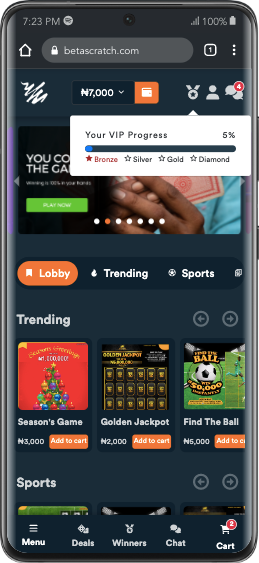 7:23 PM
100%
betascratch.com
1
₦7,000
4
Your VIP Progress 5%
Bronze Silver Gold Diamond
YOU CO
THE GA
Winning is 100% in your hands.
PLAY NOW
Lobby Trending Sports
Trending
Season's Greetings
GOLDEN JACKPOT
FIND THE
BALL
WIN
50,000
Season's Game Golden Jackpot Find The Ball
₦3,000 Add to cart ₦2,000 Add to cart ₦5,000 Add to cart
Sports
GOLDEN JACKPOT
2
Menu Deals Winners Chat Cart